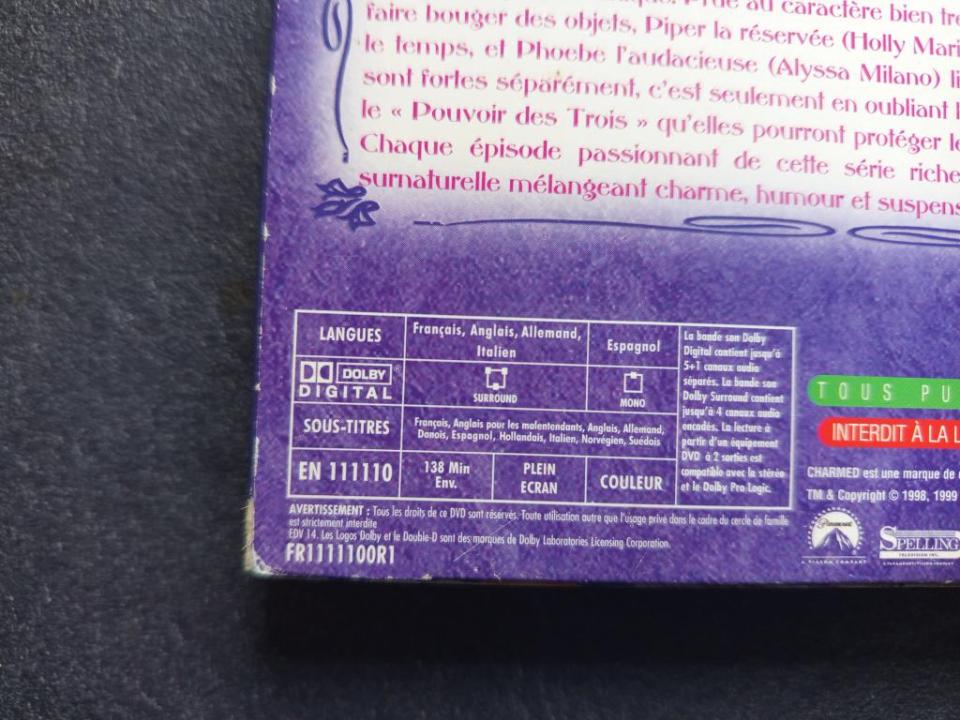 au caractère bien
faire bouger des objets, Piper la réservée (Holly Mari
le temps, et Phoebe l'audacieuse (Alyssa Milano) li
sont fortes séparément, c'est seulement en oubliant l
le « Pouvoir des Trois » qu'elles pourront protéger le
Chaque épisode passionnant de cette série riche
surnaturelle mélangeant charme, humour et suspens
LANGUES
Français, Anglais, Allemand,
Italien
Espagnol
DOLBY
DIGITAL
SURROUND
MONO
SOUS-TITRES
Français, Anglais pour les malentendants, Anglais, Allemand,
Danois, Espagnol, Hollandais, Italien, Norvégien, Suédois
EN 111110
138 Min
Env.
PLEIN
ECRAN
COULEUR
La bande son Dolby
Digital contient jusqu'à
5+1 canaux audio
séparés. La bande son
Dolby Surround contient
jusqu'à 4 canaux audio
encodés. La lecture à
partir d'un équipement
DVD à 2 sorties est
compatible avec la stéréo
et le Dolby Pro Logic.
TOUS PU
INTERDIT À LA L
CHARMED est une marque de
TM & Copyright © 1998, 1999
AVERTISSEMENT : Tous les droits de ce DVD sont réservés. Toute utilisation autre que l'usage privé dans le cadre du cercle de famille
est strictement interdite
EDV 14. Les Logos Dolby et le Double-D sont des marques de Dolby Laboratories Licensing Corporation.
FR1111100R1
Paramount
SPELLING
TELEVISION INC.